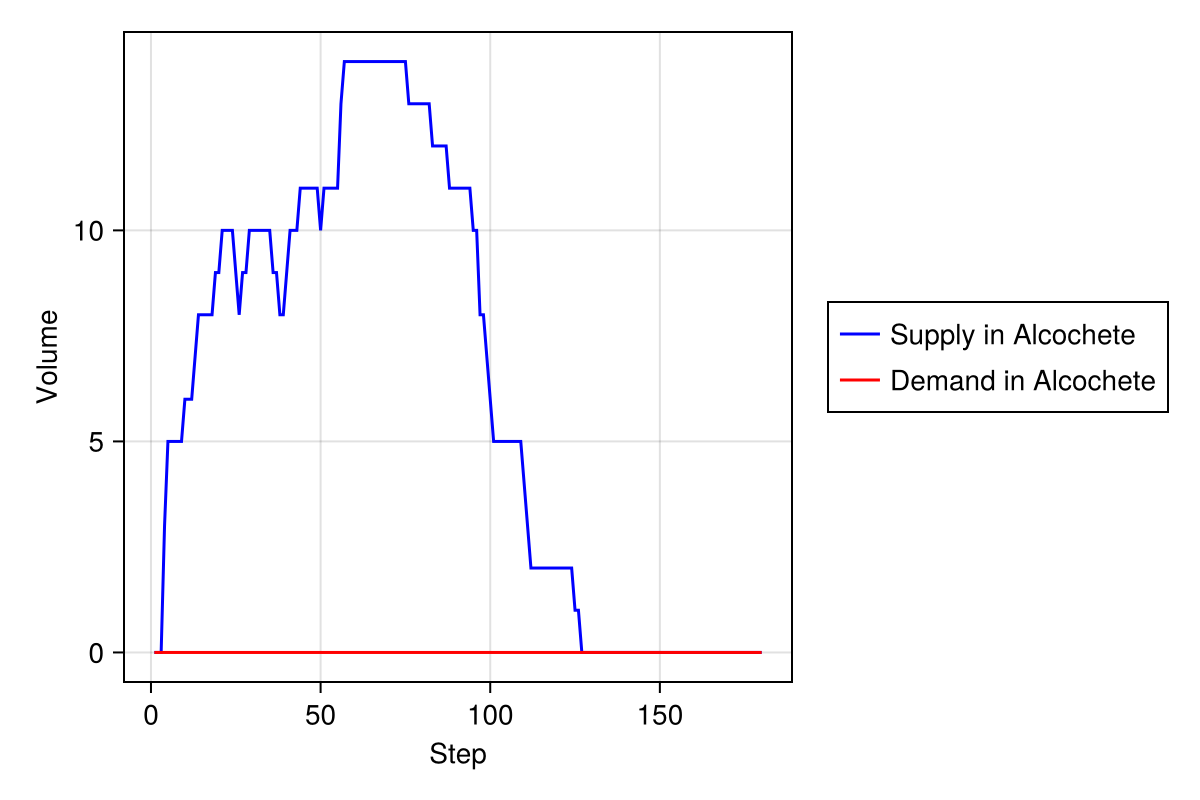 Volume
10
5
0
0 50 100 150
Step
Supply in Alcochete
Demand in Alcochete